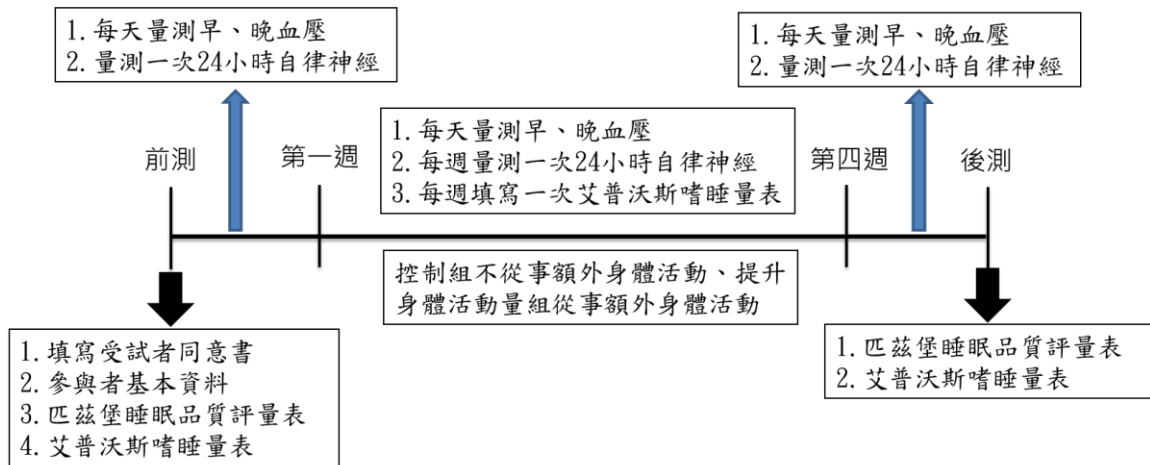 1. 每天量測早、晚血壓
2. 量測一次24小時自律神經
1. 每天量測早、晚血壓
2. 量測一次24小時自律神經
前測
第一週
1. 每天量測早、晚血壓
2. 每週量測一次24小時自律神經
3. 每週填寫一次艾普沃斯嗜睡量表
第四週
後測
控制組不從事額外身體活動、提升
身體活動量組從事額外身體活動
1. 填寫受試者同意書
2. 參與者基本資料
3. 匹茲堡睡眠品質評量表
4. 艾普沃斯嗜睡量表
1. 匹茲堡睡眠品質評量表
2. 艾普沃斯嗜睡量表